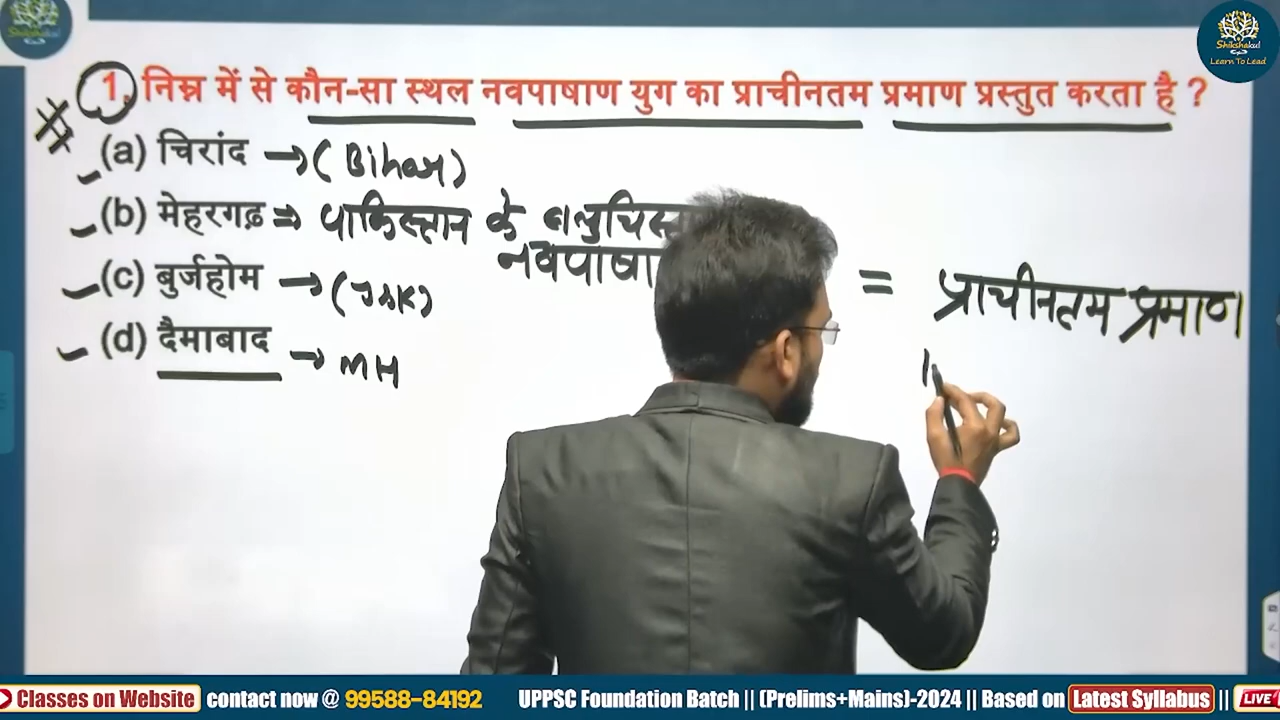 Shikshakul
Shikshakul
Learn To Lead
1. निम्न में से कौन-सा स्थल नवपाषाण युग का प्राचीनतम प्रमाण प्रस्तुत करता है ?
(a) चिरांद → (Bihar)
(b) मेहरगढ़ ⇒ पाकिस्तान के
नवपाषा
= प्राचीनतम प्रमाण
(c) बुर्जहोम → (J&K)
(d) दैमाबाद → MH
Classes on Website contact now @ 99588-84192 UPPSC Foundation Batch || (Prelims+Mains)-2024 || Based on Latest Syllabus || LIVE